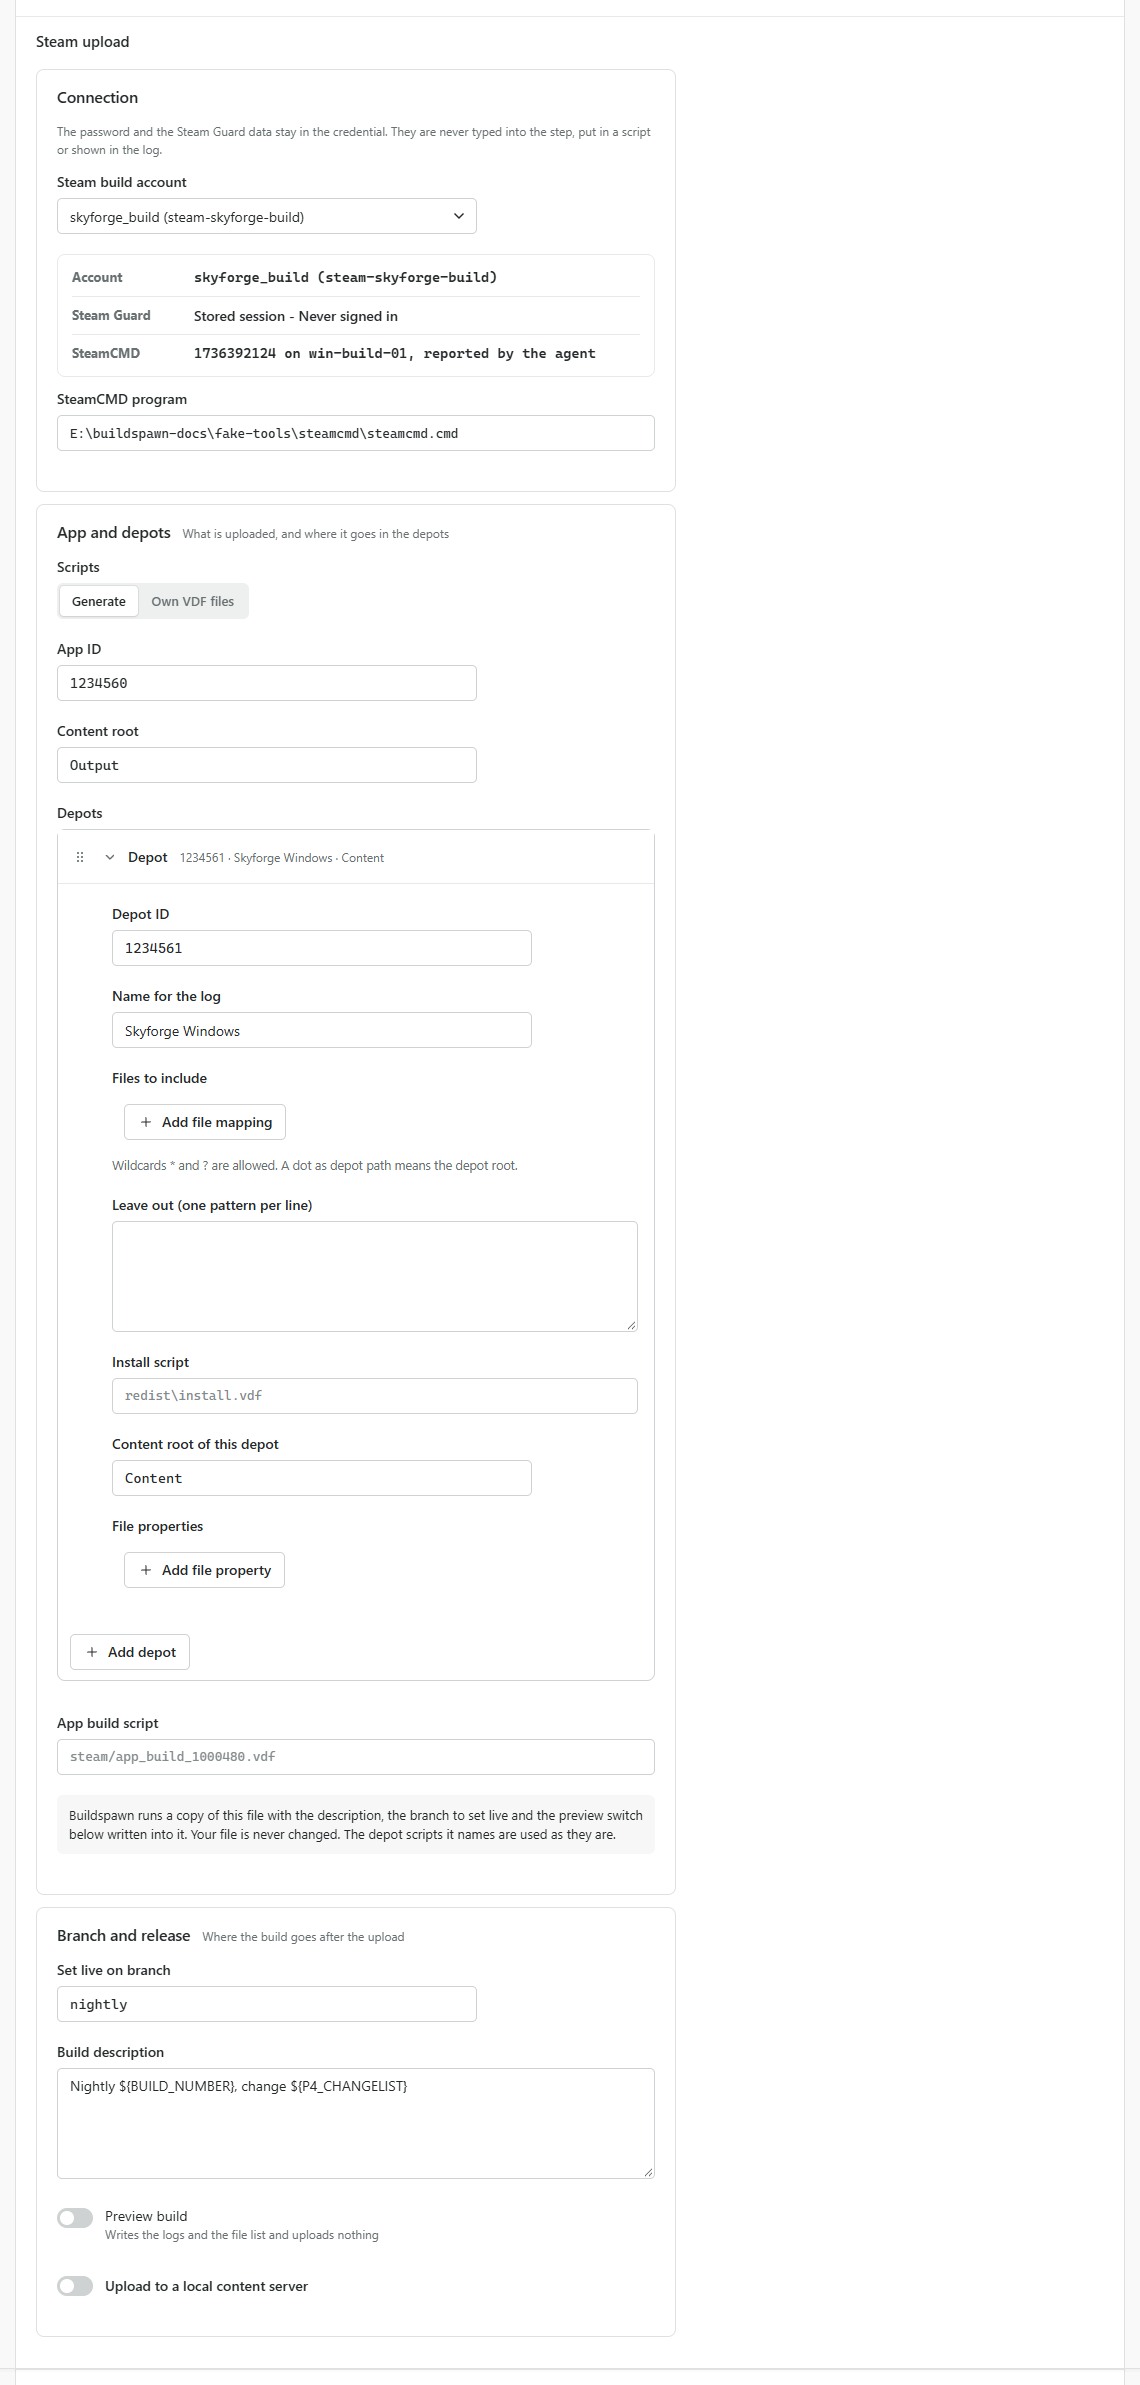 Steam upload
Connection
The password and the Steam Guard data stay in the credential. They are never typed into the step, put in a script
or shown in the log.
Steam build account
skyforge_build (steam-skyforge-build)
Account skyforge_build (steam-skyforge-build)
Steam Guard Stored session - Never signed in
SteamCMD 1736392124 on win-build-01, reported by the agent
SteamCMD program
E:\buildspawn-docs\fake-tools\steamcmd\steamcmd.cmd
App and depots What is uploaded, and where it goes in the depots
Scripts
Generate Own VDF files
App ID
1234560
Content root
Output
Depots
Depot 1234561 · Skyforge Windows · Content
Depot ID
1234561
Name for the log
Skyforge Windows
Files to include
+ Add file mapping
Wildcards * and ? are allowed. A dot as depot path means the depot root.
Leave out (one pattern per line)
Install script
redist\install.vdf
Content root of this depot
Content
File properties
+ Add file property
+ Add depot
App build script
steam/app_build_1000480.vdf
Buildspawn runs a copy of this file with the description, the branch to set live and the preview switch
below written into it. Your file is never changed. The depot scripts it names are used as they are.
Branch and release Where the build goes after the upload
Set live on branch
nightly
Build description
Nightly ${BUILD_NUMBER}, change ${P4_CHANGELIST}
Preview build
Writes the logs and the file list and uploads nothing
Upload to a local content server